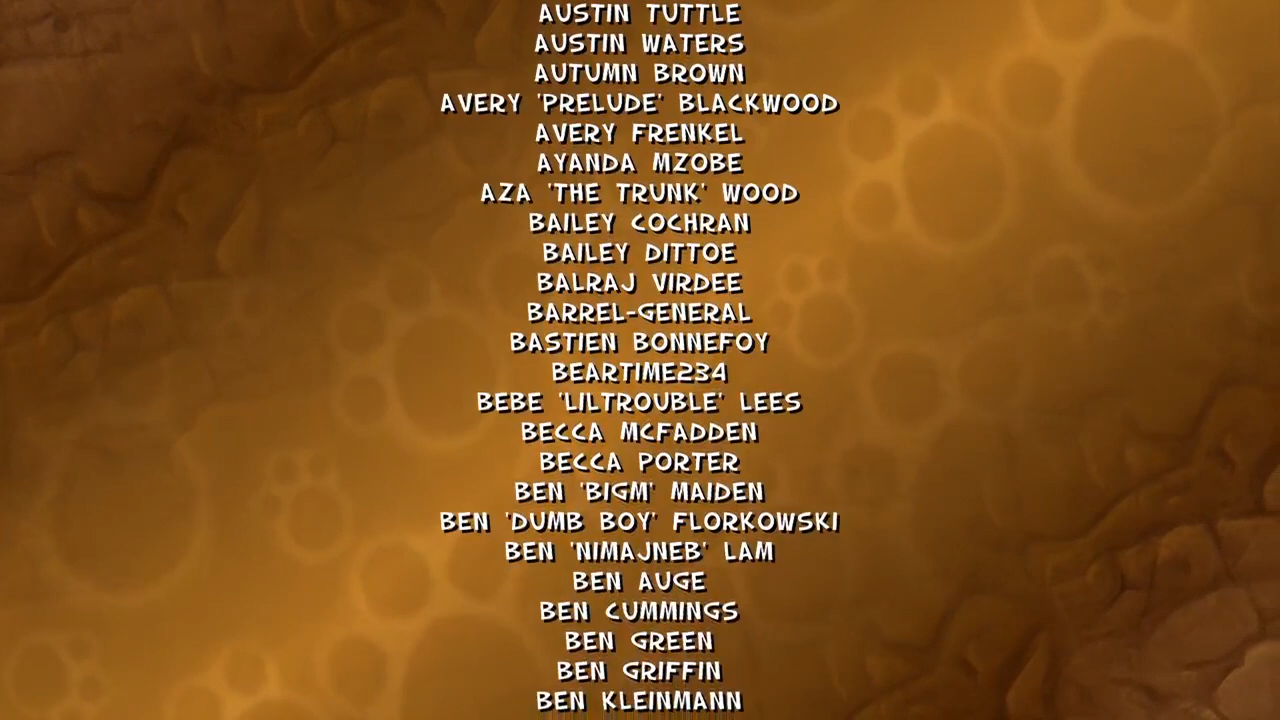 AUSTIN TUTTLE
AUSTIN WATERS
AUTUMN BROWN
AVERY 'PRELUDE' BLACKWOOD
AVERY FRENKEL
AYANDA MZOBE
AZA 'THE TRUNK' WOOD
BAILEY COCHRAN
BAILEY DITTOE
BALRAJ VIRDEE
BARREL-GENERAL
BASTIEN BONNEFOY
BEARTIME234
BEBE 'LILTROUBLE' LEES
BECCA MCFADDEN
BECCA PORTER
BEN 'BIGM' MAIDEN
BEN 'DUMB BOY' FLORKOWSKI
BEN 'NIMAJNEB' LAM
BEN AUGE
BEN CUMMINGS
BEN GREEN
BEN GRIFFIN
BEN KLEINMANN